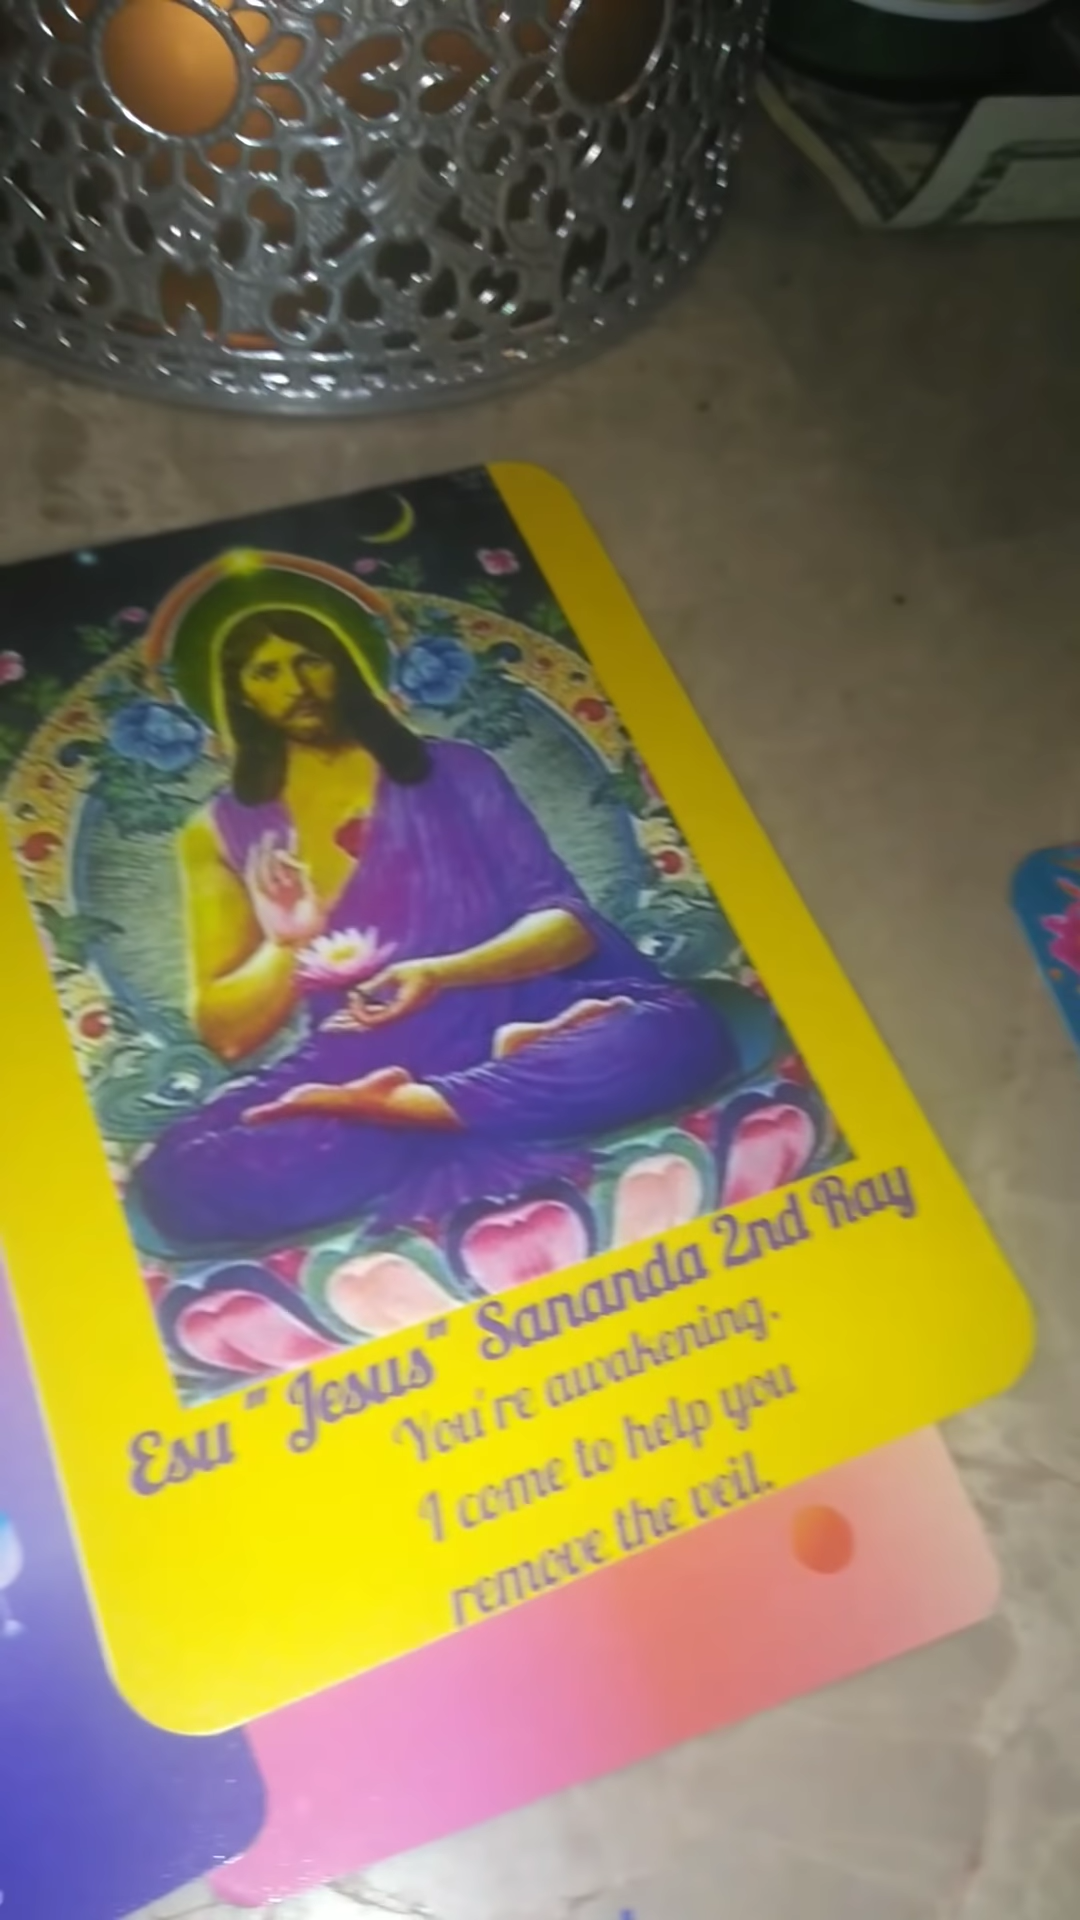 Esu "Jesus" Sananda 2nd Ray
You're awakening.
I come to help you
remove the veil.